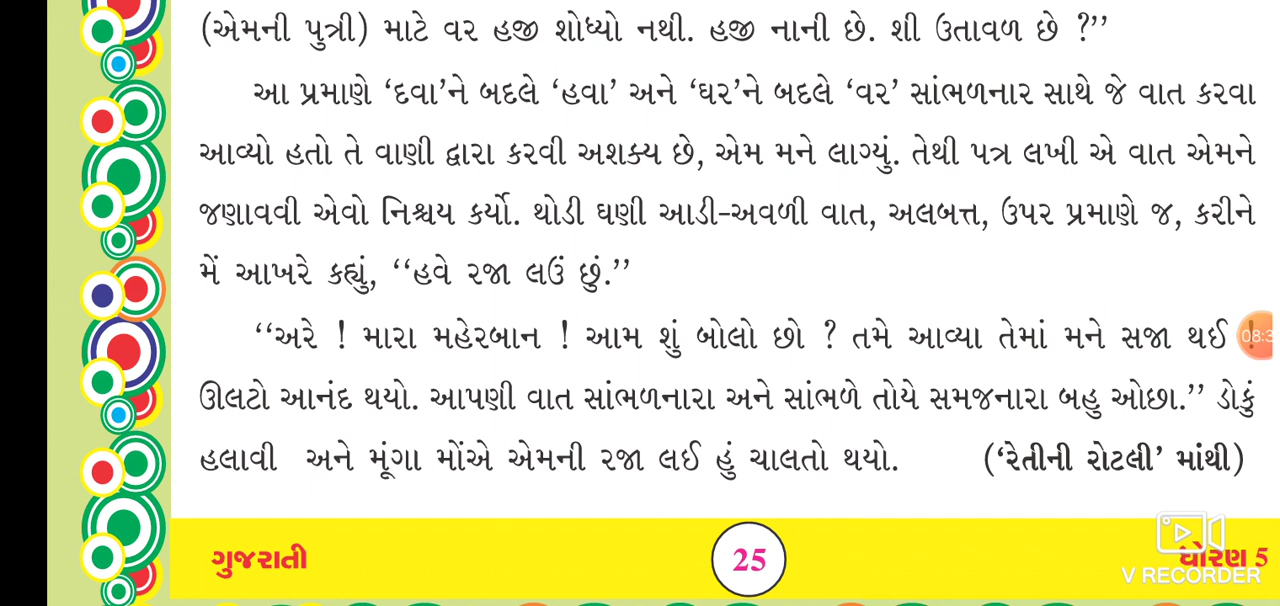 (એમની પુત્રી) માટે વર હજી શોધ્યો નથી. હજી નાની છે. શી ઉતાવળ છે ?’’
આ પ્રમાણે ‘દવા’ને બદલે ‘હવા’ અને ‘ઘર’ને બદલે ‘વર’ સાંભળનાર સાથે જે વાત કરવા
આવ્યો હતો તે વાણી દ્વારા કરવી અશક્ય છે, એમ મને લાગ્યું. તેથી પત્ર લખી એ વાત એમને
જણાવવી એવો નિશ્ચય કર્યો. થોડી ઘણી આડી-અવળી વાત, અલબત્ત, ઉપર પ્રમાણે જ, કરીને
મેં આખરે કહ્યું, ‘‘હવે રજા લઉં છું.’’
‘‘અરે ! મારા મહેરબાન ! આમ શું બોલો છો ? તમે આવ્યા તેમાં મને સજા થઈ !
08:3
ઊલટો આનંદ થયો. આપણી વાત સાંભળનારા અને સાંભળે તોયે સમજનારા બહુ ઓછા.’’ ડોકું
હલાવી અને મૂંગા મોંએ એમની રજા લઈ હું ચાલતો થયો. (‘રેતીની રોટલી’ માંથી)
ગુજરાતી 25 ધોરણ 5
V RECORDER